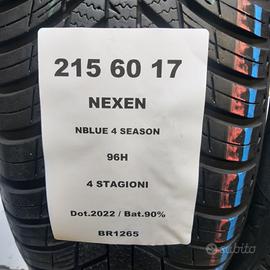 215 60 17
NEXEN
NBLUE 4 SEASON
96H
4 STAGIONI
Dot.2022 / Bat.90%
BR1265
subito